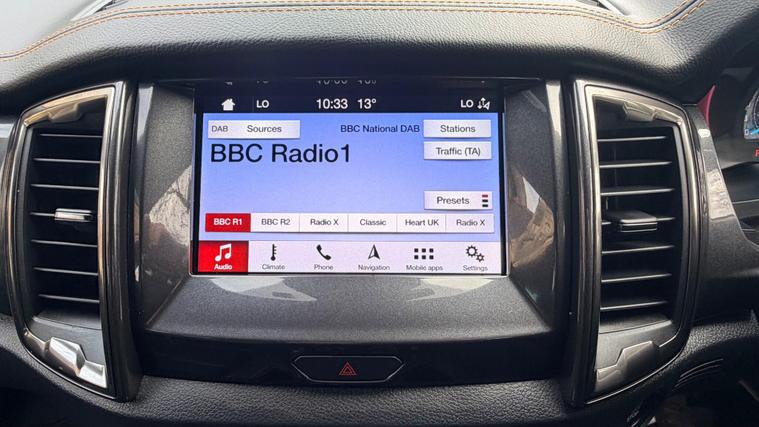 LO 10:33 13° LO
DAB Sources BBC National DAB Stations
BBC Radio1
Traffic (TA)
Presets
BBC R1 BBC R2 Radio X Classic Heart UK Radio X
Audio Climate Phone Navigation Mobile apps Settings